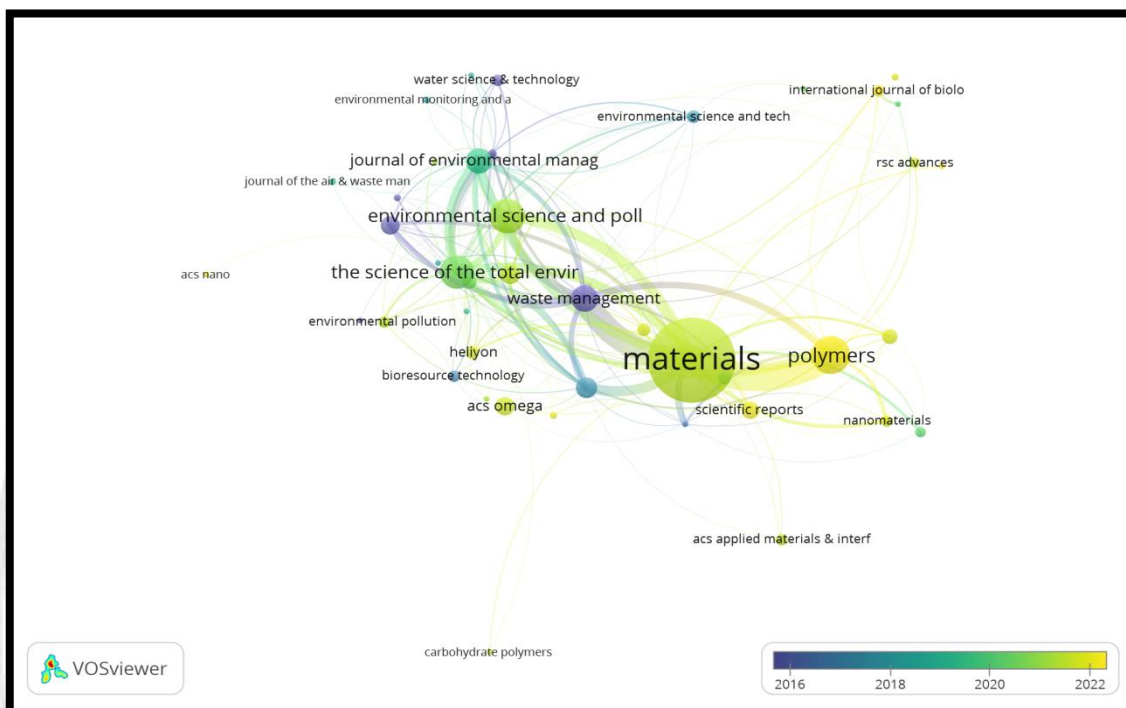 water science & technology
international journal of biolo
environmental monitoring and a
environmental science and tech
journal of environmental manag
rsc advances
journal of the air & waste man
environmental science and poll
acs nano
the science of the total envir
waste management
environmental pollution
heliyon
materials
polymers
bioresource technology
acs omega
scientific reports
nanomaterials
acs applied materials & interf
carbohydrate polymers
VOSviewer
2016 2018 2020 2022